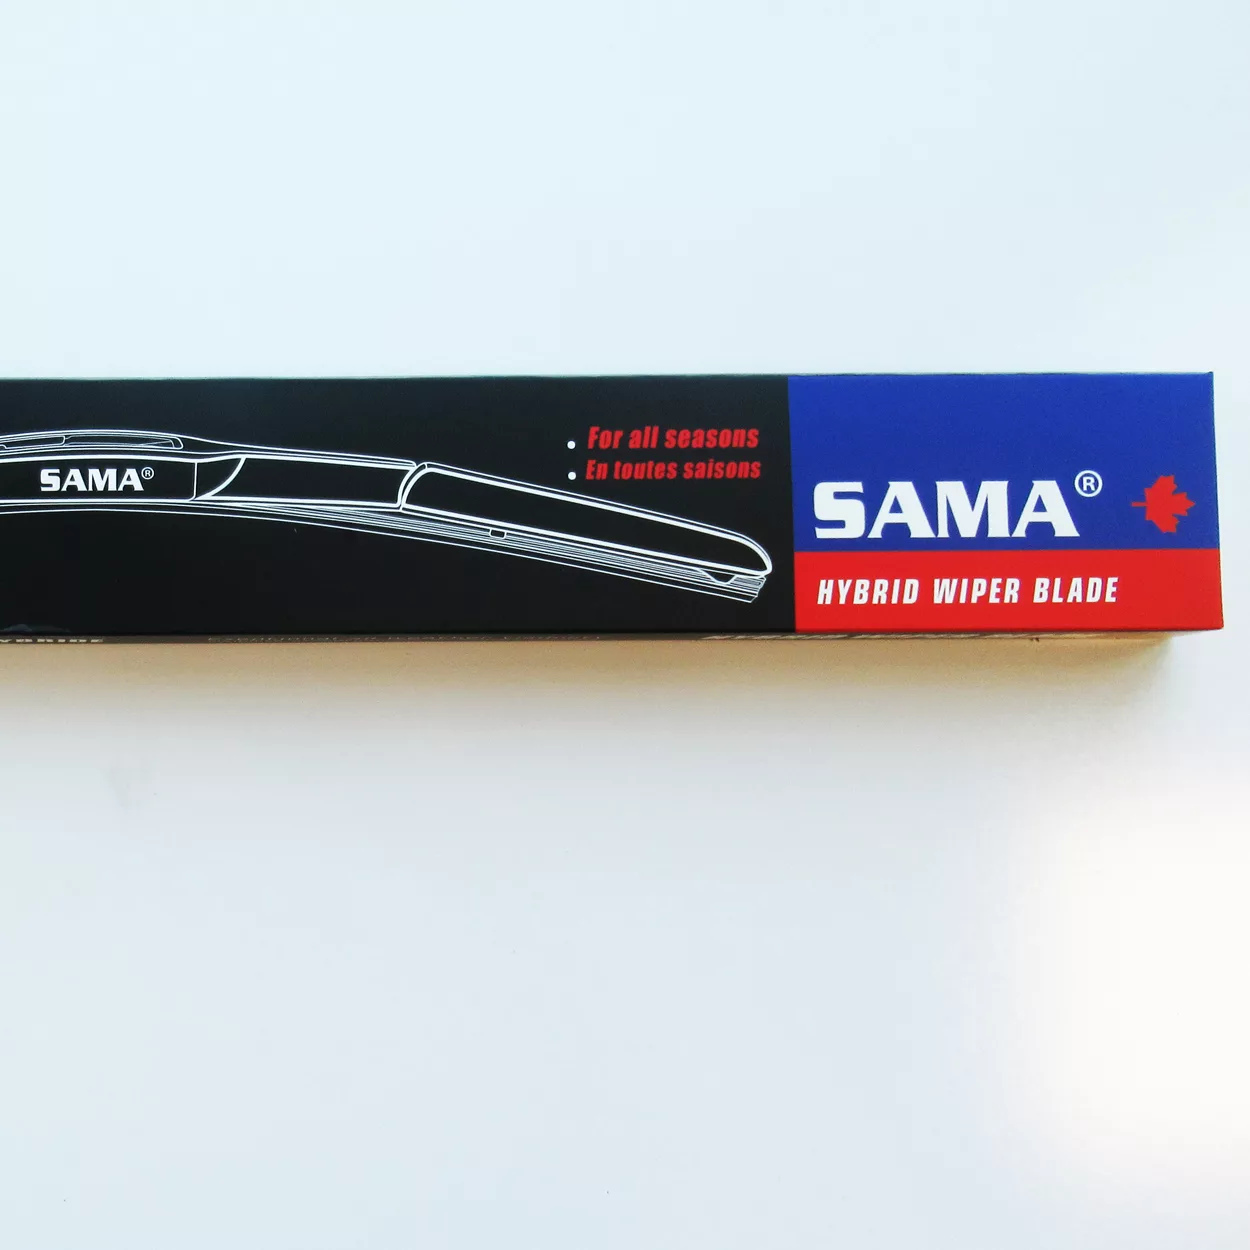 SAMA®
• For all seasons
• En toutes saisons
SAMA®
HYBRID WIPER BLADE